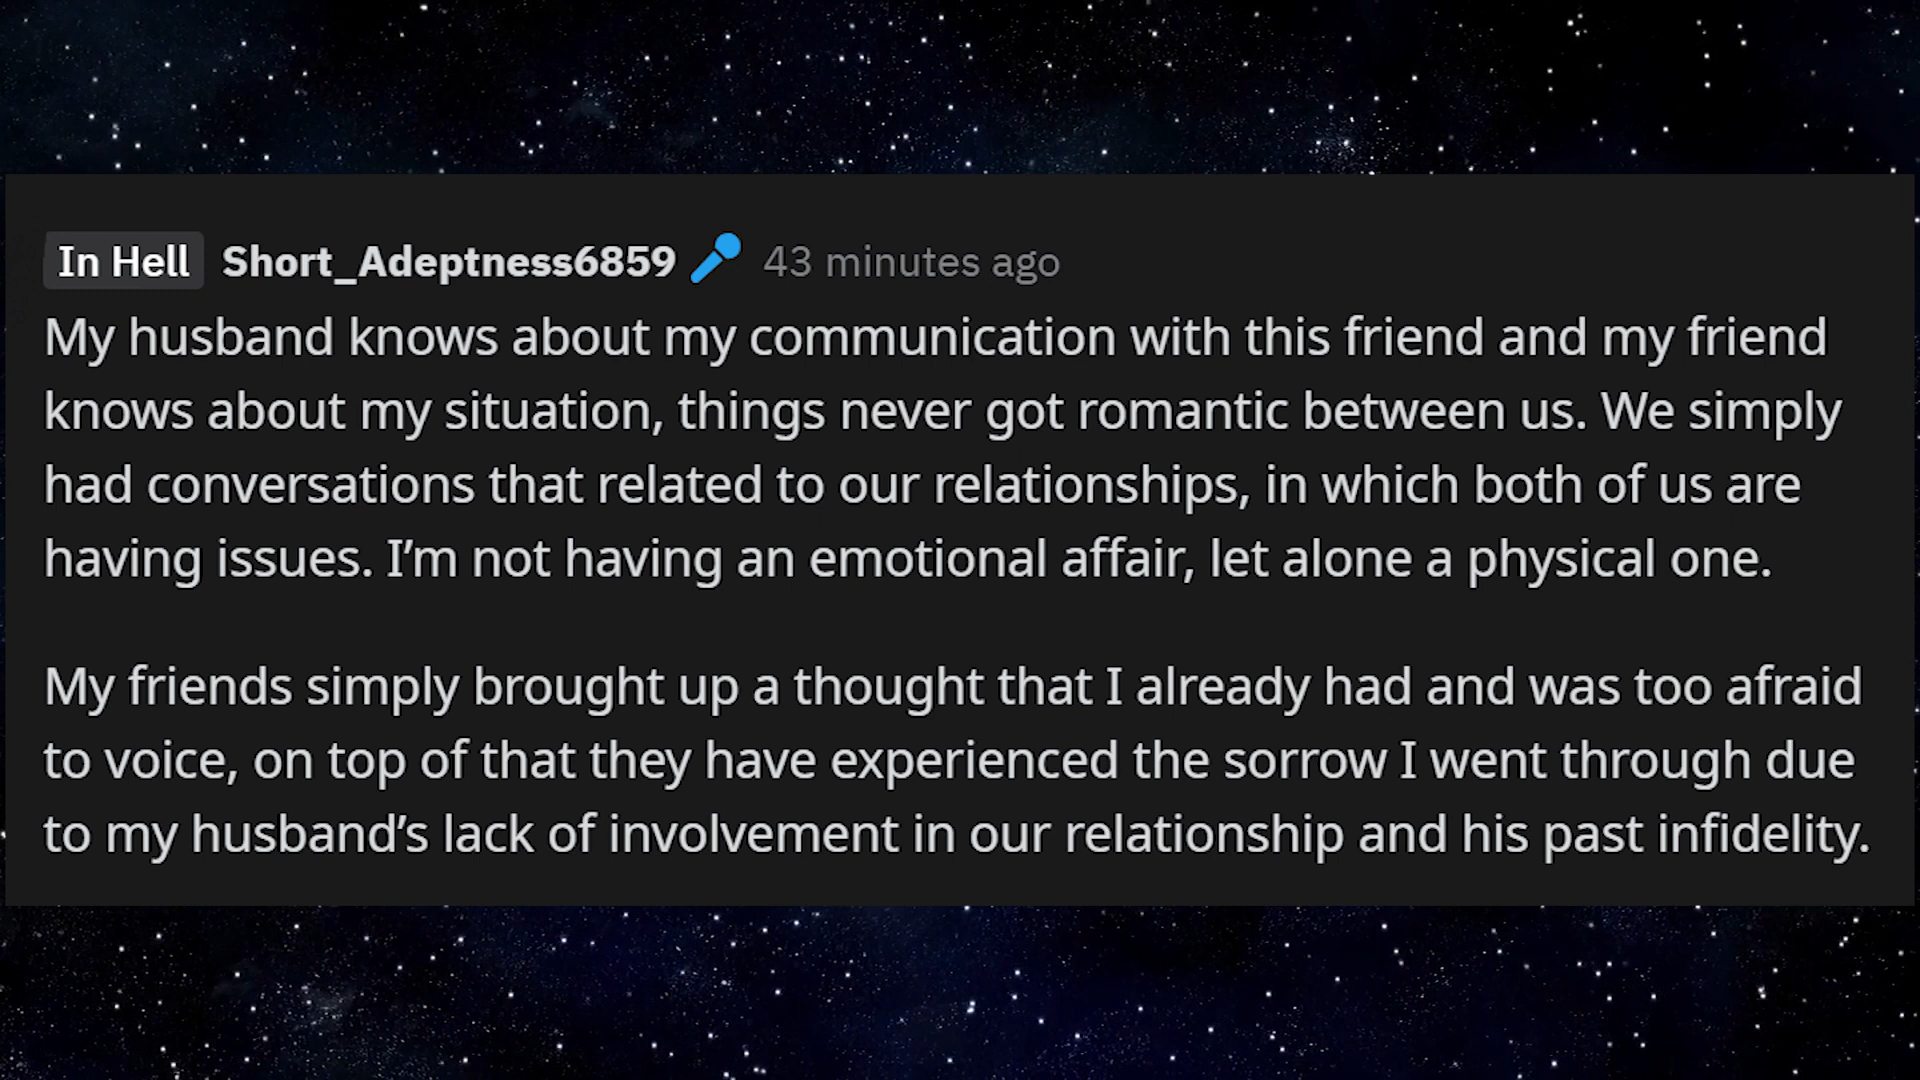 In Hell Short_Adeptness6859 43 minutes ago
My husband knows about my communication with this friend and my friend
knows about my situation, things never got romantic between us. We simply
had conversations that related to our relationships, in which both of us are
having issues. I’m not having an emotional affair, let alone a physical one.
My friends simply brought up a thought that I already had and was too afraid
to voice, on top of that they have experienced the sorrow I went through due
to my husband’s lack of involvement in our relationship and his past infidelity.